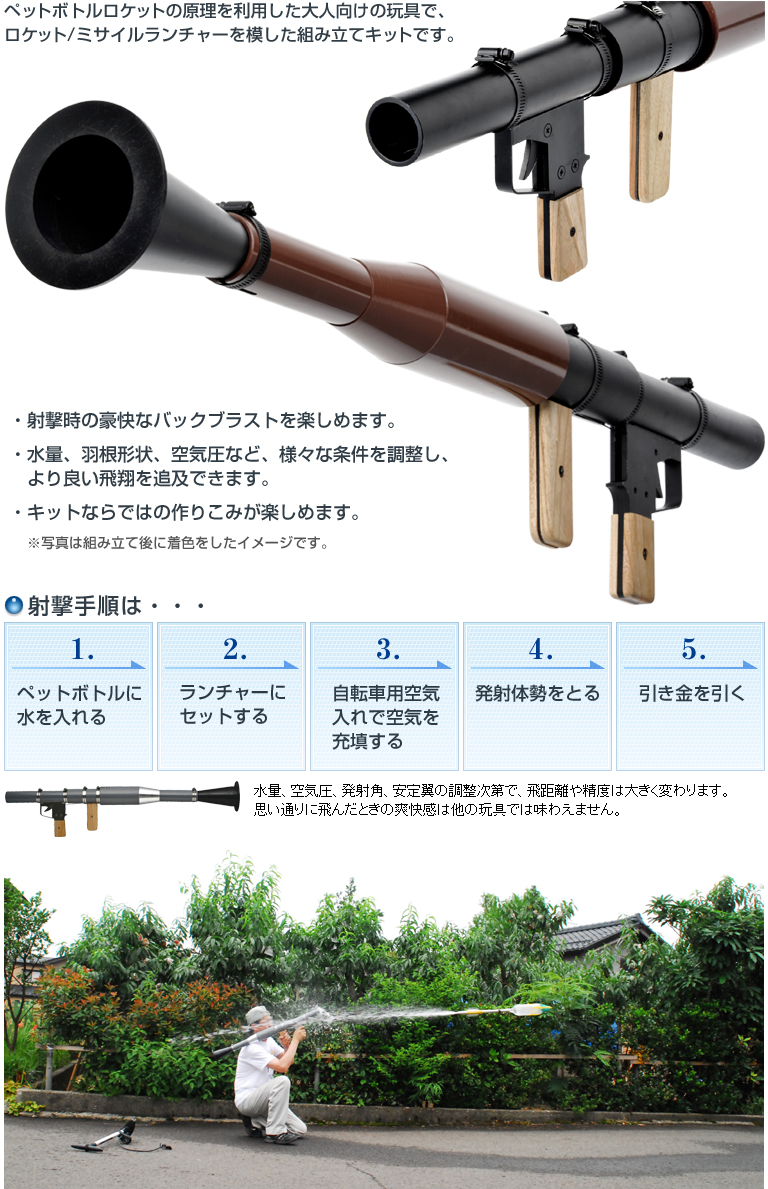 ペットボトルロケットの原理を利用した大人向けの玩具で、
ロケット/ミサイルランチャーを模した組み立てキットです。
・射撃時の豪快なバックブラストを楽しめます。
・水量、羽根形状、空気圧など、様々な条件を調整し、
より良い飛翔を追及できます。
・キットならではの作りこみが楽しめます。
※写真は組み立て後に着色をしたイメージです。
射撃手順は・・・
1.
ペットボトルに
水を入れる
2.
ランチャーに
セットする
3.
自転車用空気
入れで空気を
充填する
4.
発射体勢をとる
5.
引き金を引く
水量、空気圧、発射角、安定翼の調整次第で、飛距離や精度は大きく変わります。
思い通りに飛んだときの爽快感は他の玩具では味わえません。